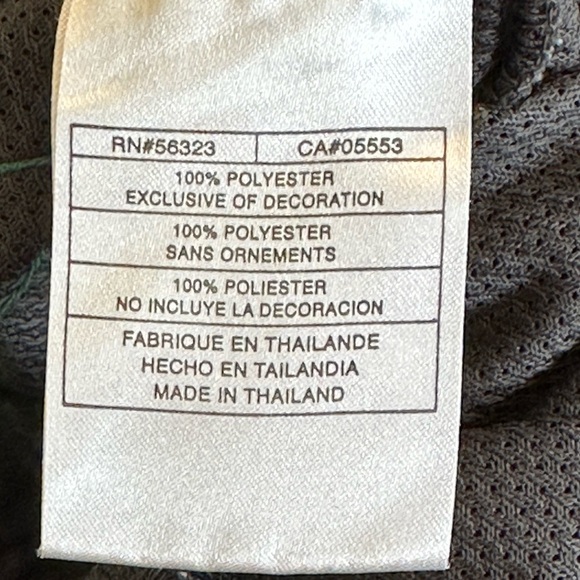 RN#56323 CA#05553
100% POLYESTER
EXCLUSIVE OF DECORATION
100% POLYESTER
SANS ORNEMENTS
100% POLIESTER
NO INCLUYE LA DECORACION
FABRIQUE EN THAILANDE
HECHO EN TAILANDIA
MADE IN THAILAND